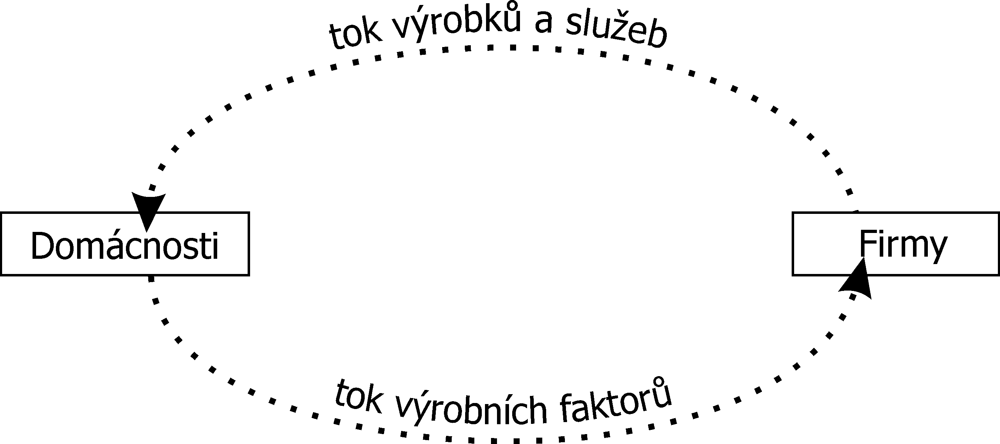 tok výrobků a služeb
Domácnosti
Firmy
tok výrobních faktorů